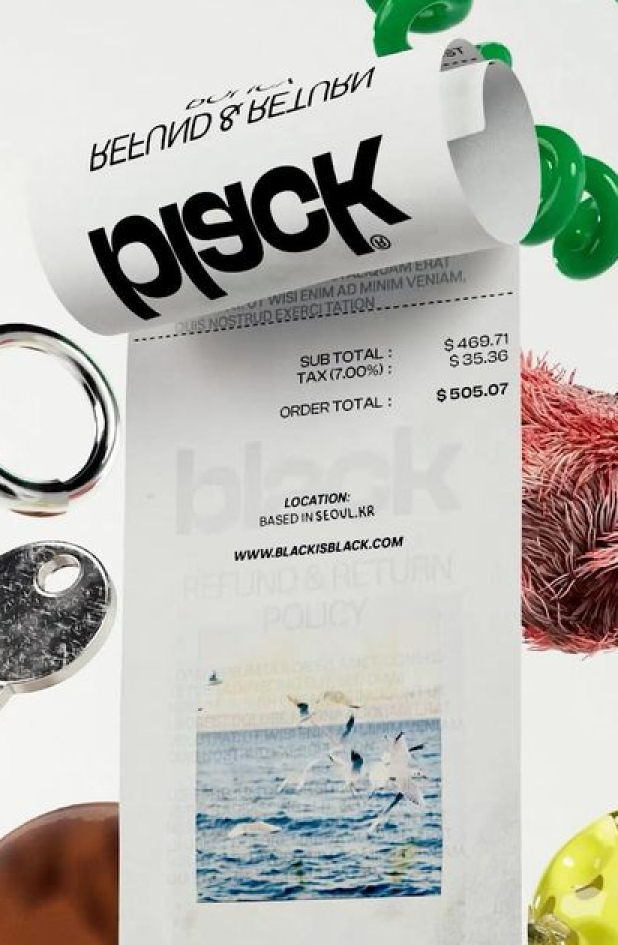 ST
POLICY
REFUND & RETURN
black®
ALIQUAM ERAT
UT WISI ENIM AD MINIM VENIAM,
QUIS NOSTRUD EXERCI TATION
SUB TOTAL : $ 469.71
TAX (7.00%) : $ 35.36
ORDER TOTAL : $ 505.07
black
LOCATION:
BASED IN SEOUL.KR
WWW.BLACKISBLACK.COM
REFUND & RETURN
POLICY